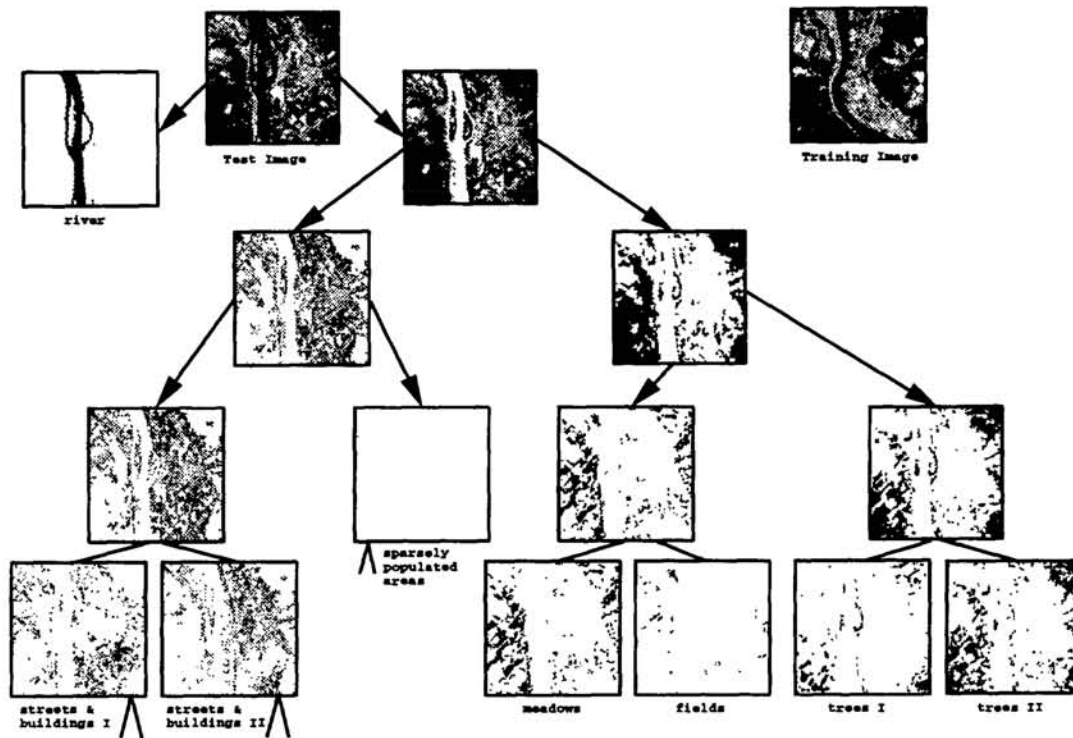 Test Image
Training Image
river
sparsely
populated
areas
streets &
buildings I
streets &
buildings II
meadows
fields
trees I
trees II